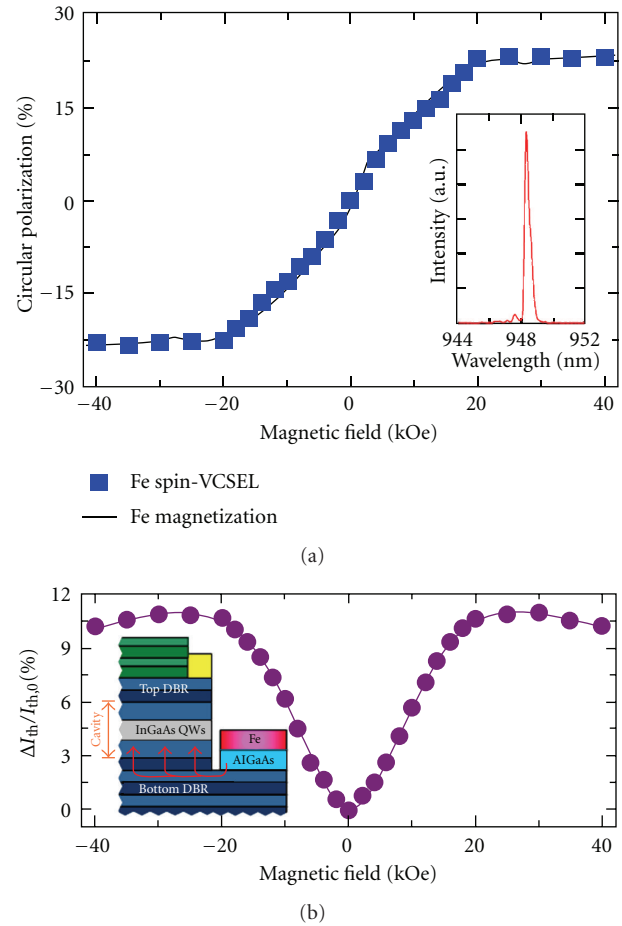 30
15
0
−15
−30
Circular polarization (%)
−40 −20 0 20 40
Magnetic field (kOe)
Intensity (a.u.)
944 948 952
Wavelength (nm)
Fe spin-VCSEL
Fe magnetization
(a)
12
9
6
3
0
ΔIth/Ith,0(%)
Top DBR
Cavity
InGaAs QWs
Fe
AIGaAs
Bottom DBR
−40 −20 0 20 40
Magnetic field (kOe)
(b)